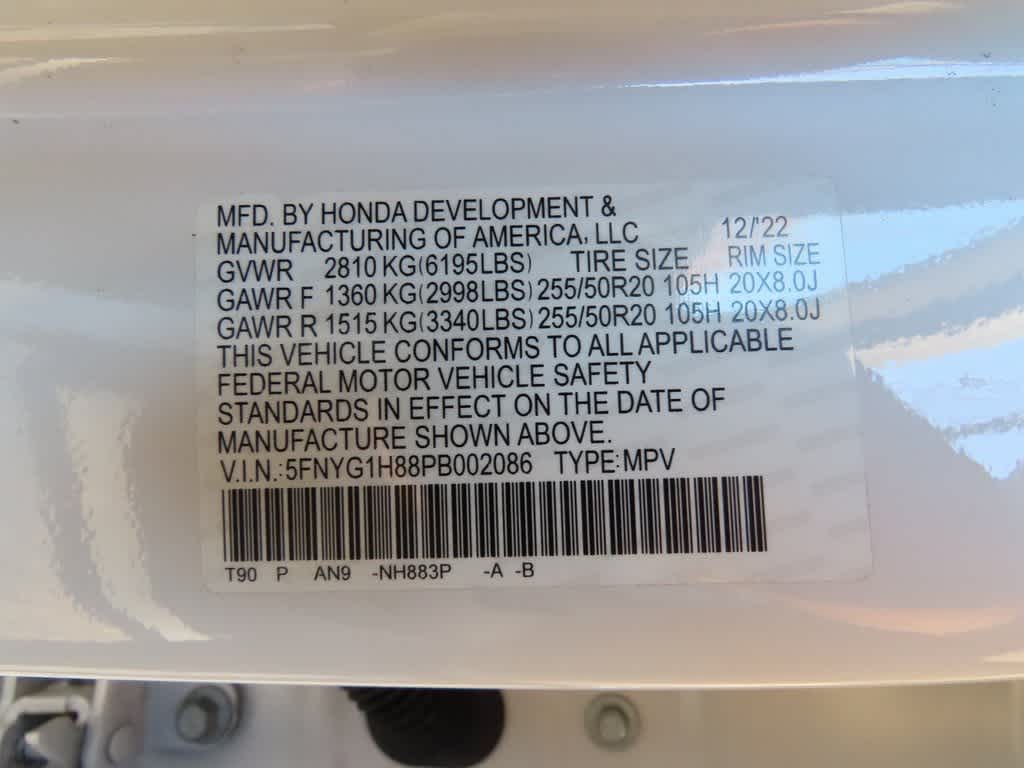 MFD. BY HONDA DEVELOPMENT &
MANUFACTURING OF AMERICA, LLC 12/'22
GVWR 2810 KG(6195LBS) TIRE SIZE RIM SIZE
GAWR F 1360 KG(2998LBS) 255/50R20 105H 20X8.0J
GAWR R 1515 KG(3340LBS) 255/50R20 105H 20X8.0J
THIS VEHICLE CONFORMS TO ALL APPLICABLE
FEDERAL MOTOR VEHICLE SAFETY
STANDARDS IN EFFECT ON THE DATE OF
MANUFACTURE SHOWN ABOVE.
V.I.N.:5FNYG1H88PB002086 TYPE:MPV
T90 P AN9 -NH883P -A -B